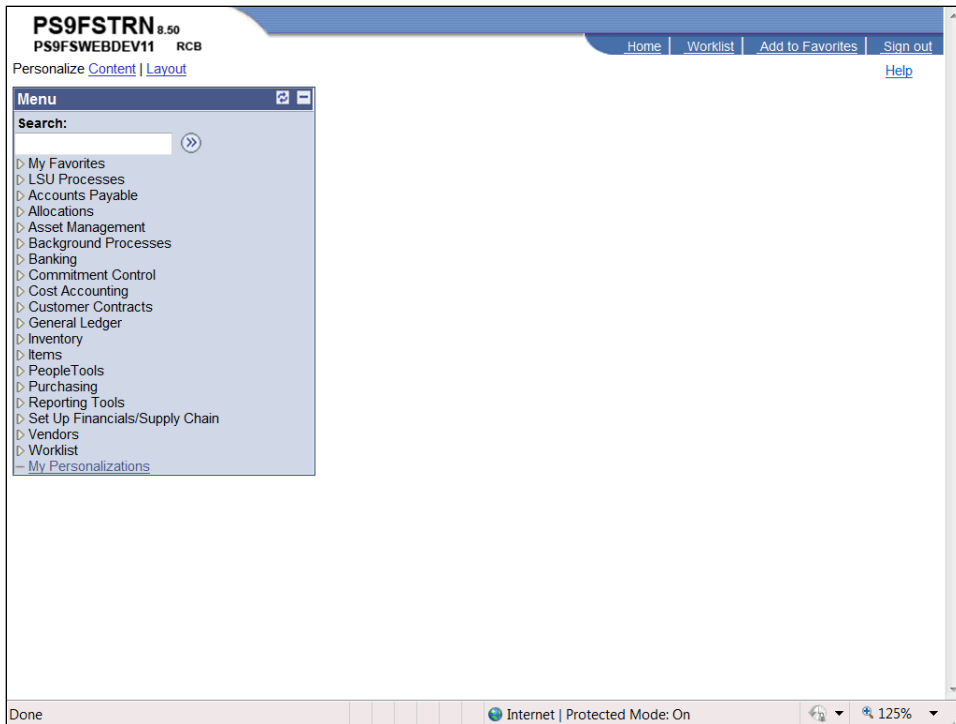 PS9FSTRN 8.50
PS9FSWEBDEV11 RCB
Home | Worklist | Add to Favorites | Sign out
Personalize Content | Layout
Help
Menu
Search:
My Favorites
LSU Processes
Accounts Payable
Allocations
Asset Management
Background Processes
Banking
Commitment Control
Cost Accounting
Customer Contracts
General Ledger
Inventory
Items
PeopleTools
Purchasing
Reporting Tools
Set Up Financials/Supply Chain
Vendors
Worklist
My Personalizations
Done
Internet | Protected Mode: On
125%